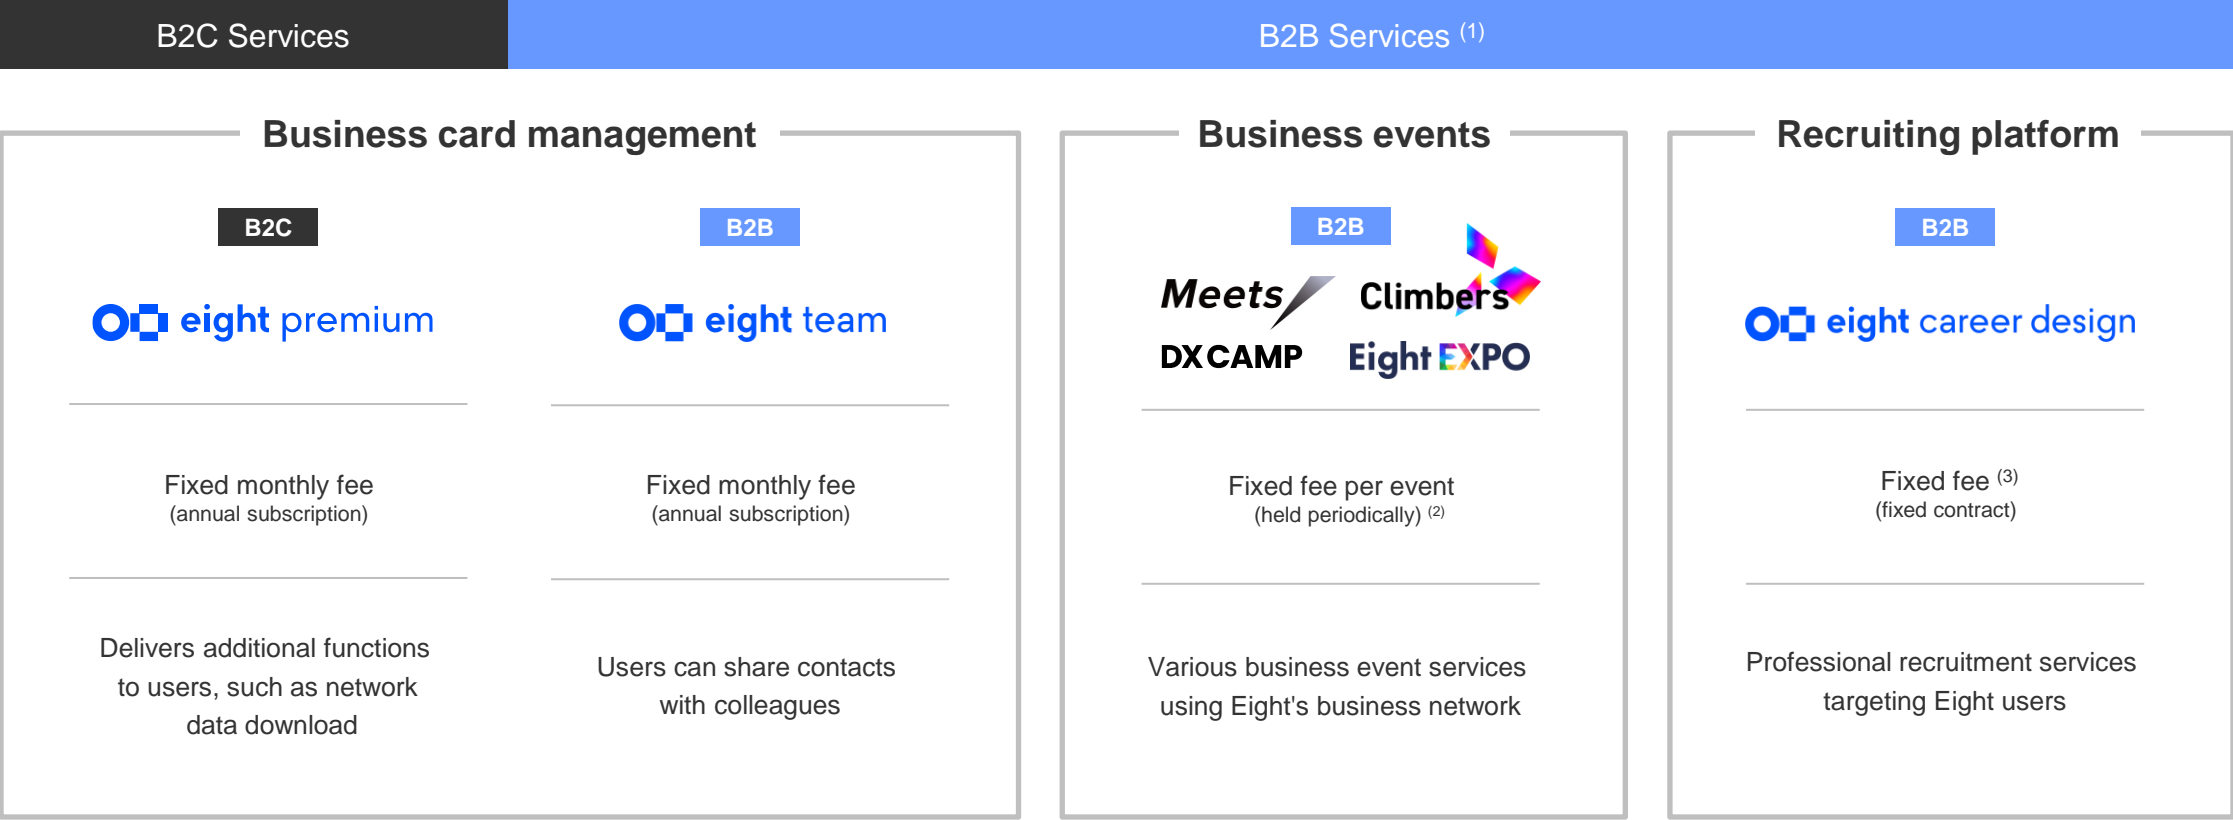 B2C Services
B2B Services (1)
Business card management
B2C
eight premium
Fixed monthly fee
(annual subscription)
Delivers additional functions
to users, such as network
data download
B2B
eight team
Fixed monthly fee
(annual subscription)
Users can share contacts
with colleagues
Business events
B2B
Meets
Climbers
DX CAMP
Eight EXPO
Fixed fee per event
(held periodically) (2)
Various business event services
using Eight's business network
Recruiting platform
B2B
eight career design
Fixed fee (3)
(fixed contract)
Professional recruitment services
targeting Eight users